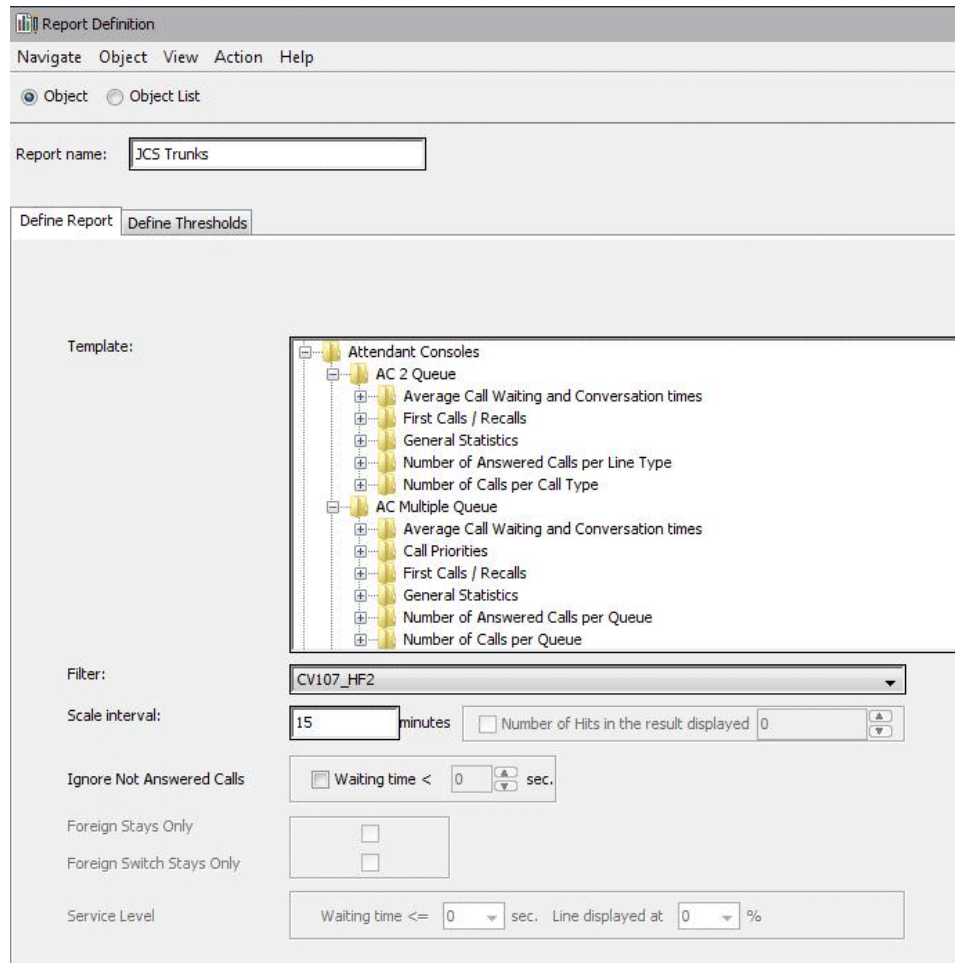 Report Definition
Navigate Object View Action Help
Object Object List
Report name: JCS Trunks
Define Report Define Thresholds
Template:
Attendant Consoles
AC 2 Queue
Average Call Waiting and Conversation times
First Calls / Recalls
General Statistics
Number of Answered Calls per Line Type
Number of Calls per Call Type
AC Multiple Queue
Average Call Waiting and Conversation times
Call Priorities
First Calls / Recalls
General Statistics
Number of Answered Calls per Queue
Number of Calls per Queue
Filter: CV107_HF2
Scale interval: 15 minutes Number of Hits in the result displayed 0
Ignore Not Answered Calls Waiting time < 0 sec.
Foreign Stays Only
Foreign Switch Stays Only
Service Level Waiting time <= 0 sec. Line displayed at 0 %